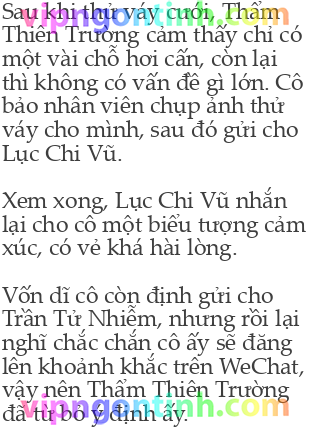 Sau khi thử váy cưới, Thẩm
vipngontinh.com
Thiên Trường cảm thấy chỉ có
một vài chỗ hơi cấn, còn lại
thì không có vấn đề gì lớn. Cô
bảo nhân viên chụp ảnh thử
váy cho mình, sau đó gửi cho
Lục Chi Vũ.
Xem xong, Lục Chi Vũ nhắn
lại cho cô một biểu tượng cảm
xúc, có vẻ khá hài lòng.
Vốn dĩ cô còn định gửi cho
Trần Tử Nhiễm, nhưng rồi lại
nghĩ chắc chắn cô ấy sẽ đăng
lên khoảnh khắc trên WeChat,
vậy nên Thẩm Thiên Trường
vipngontinh.com
đã từ bỏ ý định ấy.